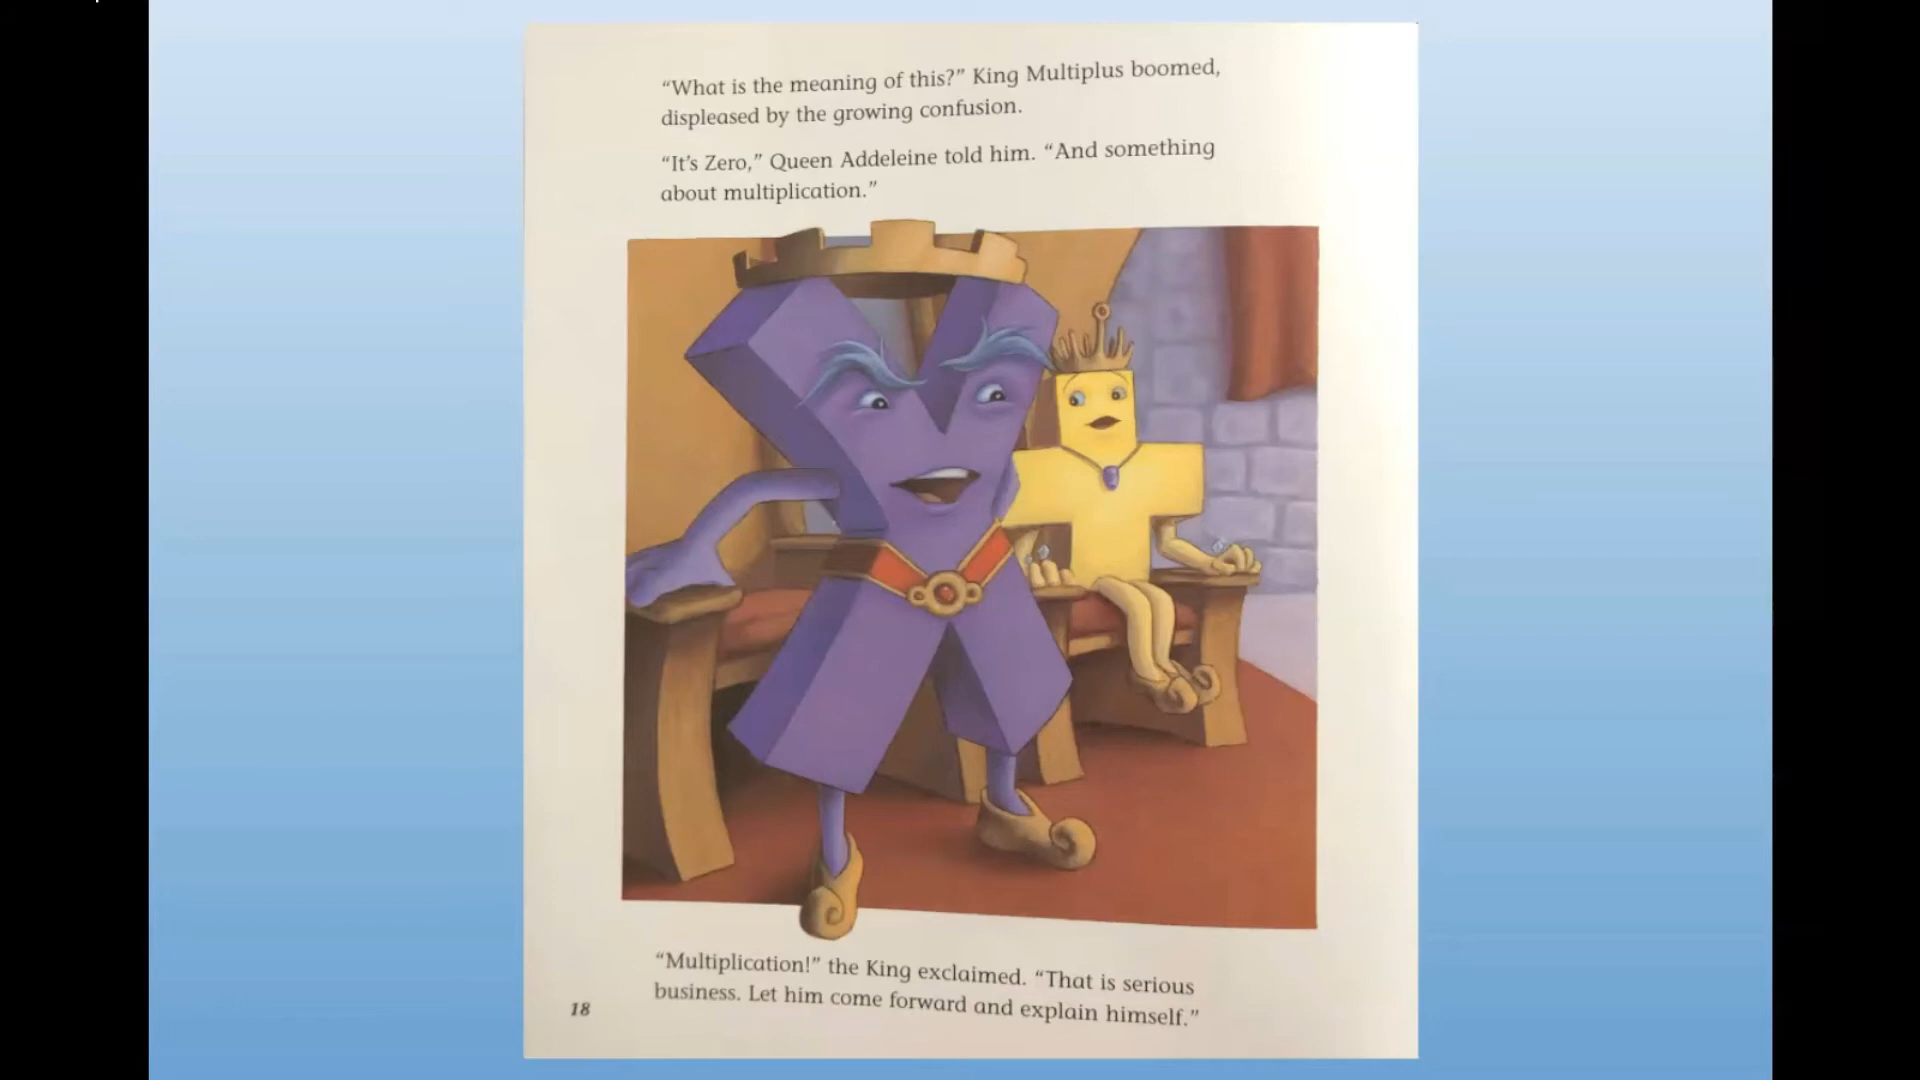 “What is the meaning of this?” King Multiplus boomed,
displeased by the growing confusion.
“It’s Zero,” Queen Addeleine told him. “And something
about multiplication.”
“Multiplication!” the King exclaimed. “That is serious
business. Let him come forward and explain himself.”
18